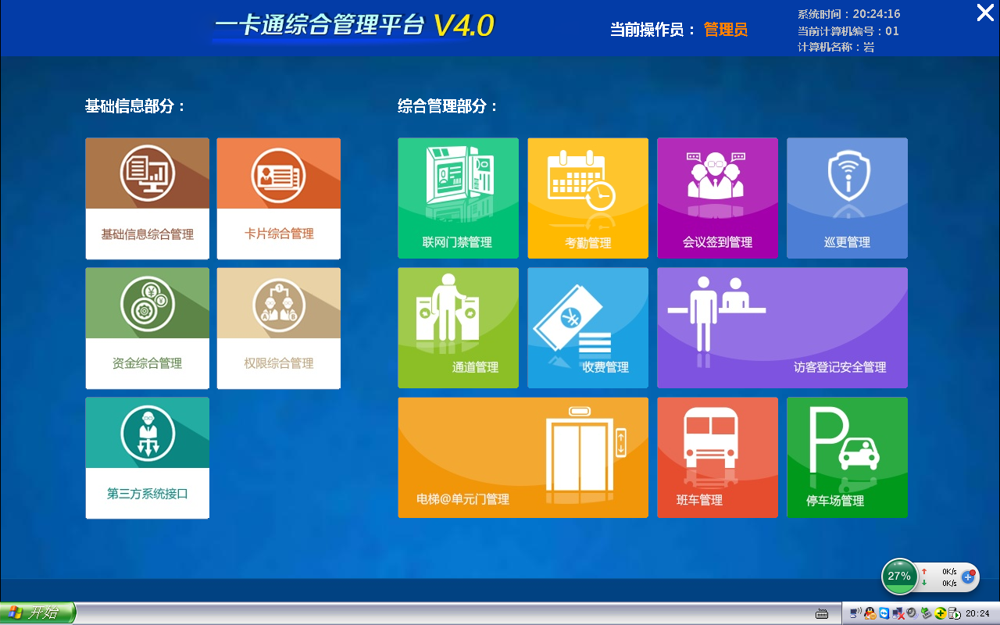 一卡通综合管理平台 V4.0
当前操作员： 管理员
系统时间：20:24:16
当前计算机编号：01
计算机名称：岩
基础信息部分：
综合管理部分：
基础信息综合管理
卡片综合管理
联网门禁管理
考勤管理
会议签到管理
巡更管理
资金综合管理
权限综合管理
通道管理
收费管理
访客登记安全管理
第三方系统接口
电梯@单元门管理
班车管理
P
停车场管理
27%
0K/s
0K/s
开始
20:24